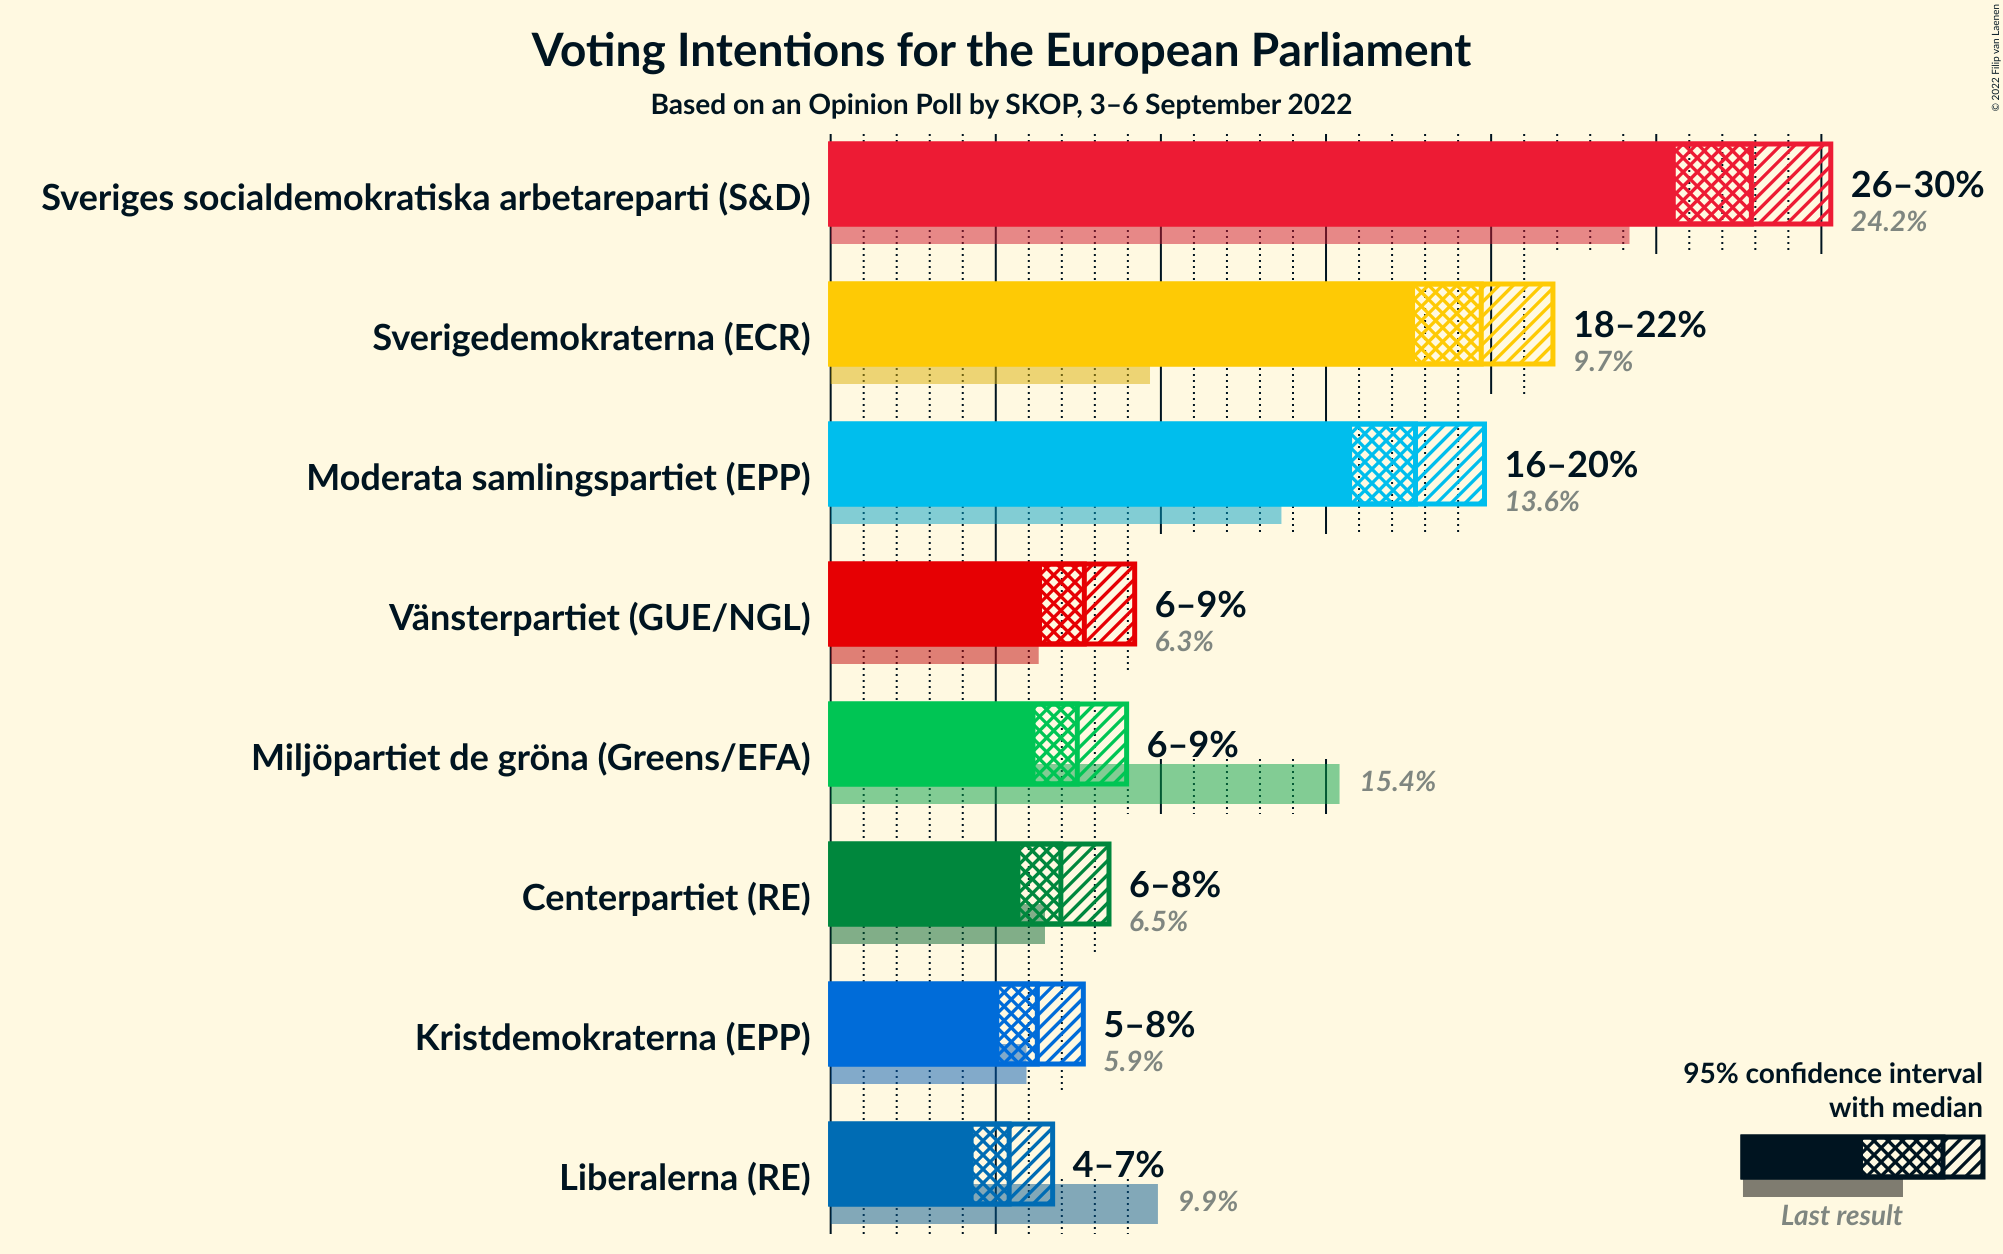 Voting Intentions for the European Parliament
Based on an Opinion Poll by SKOP, 3–6 September 2022
© 2022 Filip van Laenen
Sveriges socialdemokratiska arbetareparti (S&D)
26–30%
24.2%
Sverigedemokraterna (ECR)
18–22%
9.7%
Moderata samlingspartiet (EPP)
16–20%
13.6%
Vänsterpartiet (GUE/NGL)
6–9%
6.3%
Miljöpartiet de gröna (Greens/EFA)
6–9%
15.4%
Centerpartiet (RE)
6–8%
6.5%
Kristdemokraterna (EPP)
5–8%
5.9%
Liberalerna (RE)
4–7%
9.9%
95% confidence interval
with median
Last result